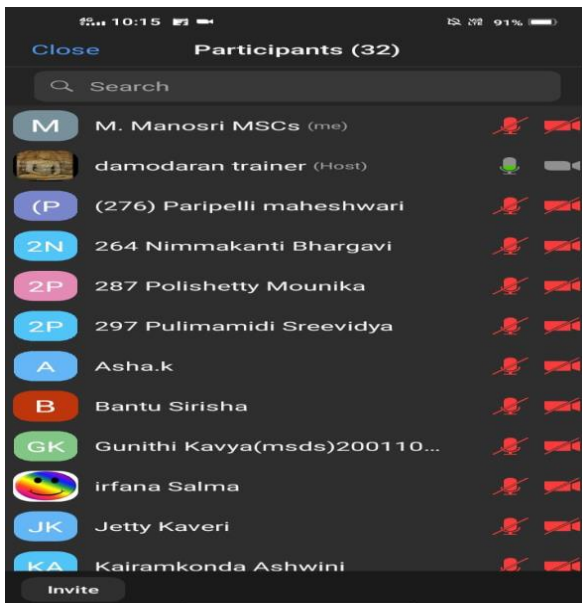 10:15 91%
Close Participants (32)
Search
M M. Manosri MSCs (me)
damodaran trainer (Host)
(P (276) Paripelli maheshwari
2N 264 Nimmakanti Bhargavi
2P 287 Polishetty Mounika
2P 297 Pulimamidi Sreevidya
A Asha.k
B Bantu Sirisha
GK Gunithi Kavya(msds)200110...
irfana Salma
JK Jetty Kaveri
KA Kairamkonda Ashwini
Invite